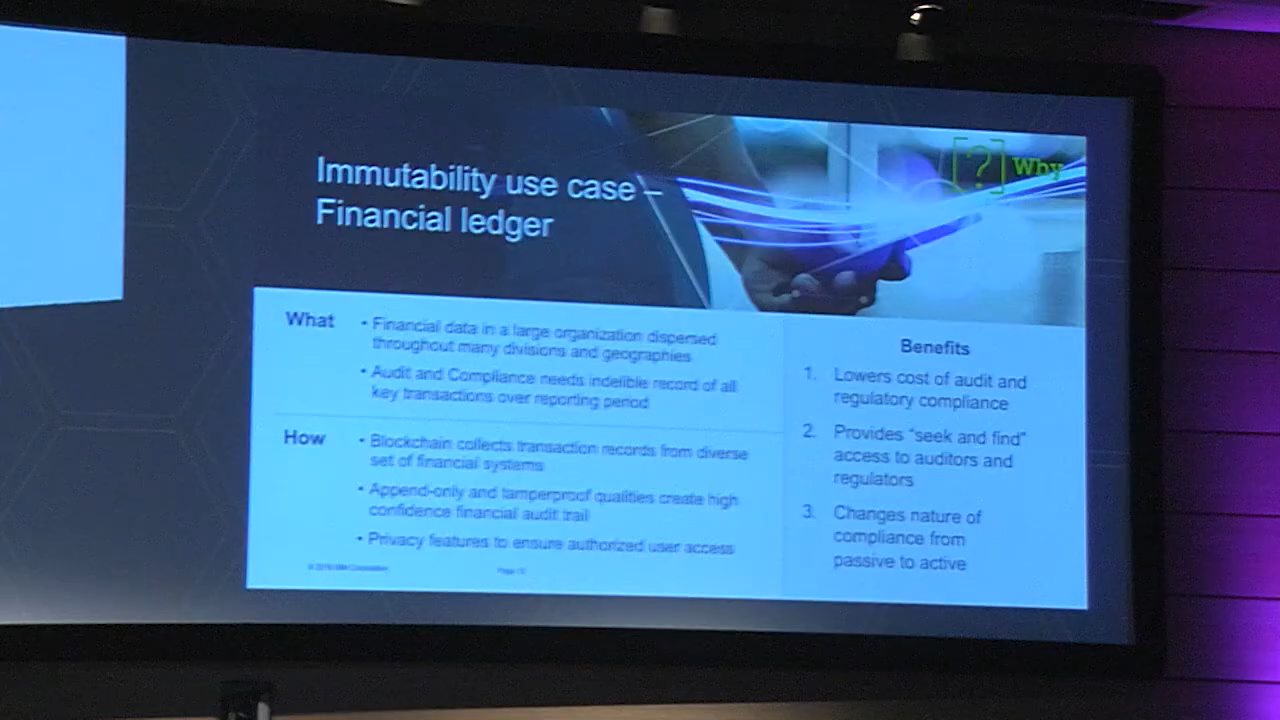 Immutability use case –
Financial ledger
[?] Why
What
• Financial data in a large organization dispersed
throughout many divisions and geographies
• Audit and Compliance needs indelible record of all
key transactions over reporting period
How
• Blockchain collects transaction records from diverse
set of financial systems
• Append-only and tamperproof qualities create high
confidence financial audit trail
• Privacy features to ensure authorized user access
Benefits
1. Lowers cost of audit and
regulatory compliance
2. Provides "seek and find"
access to auditors and
regulators
3. Changes nature of
compliance from
passive to active
IBM Corporation
Page